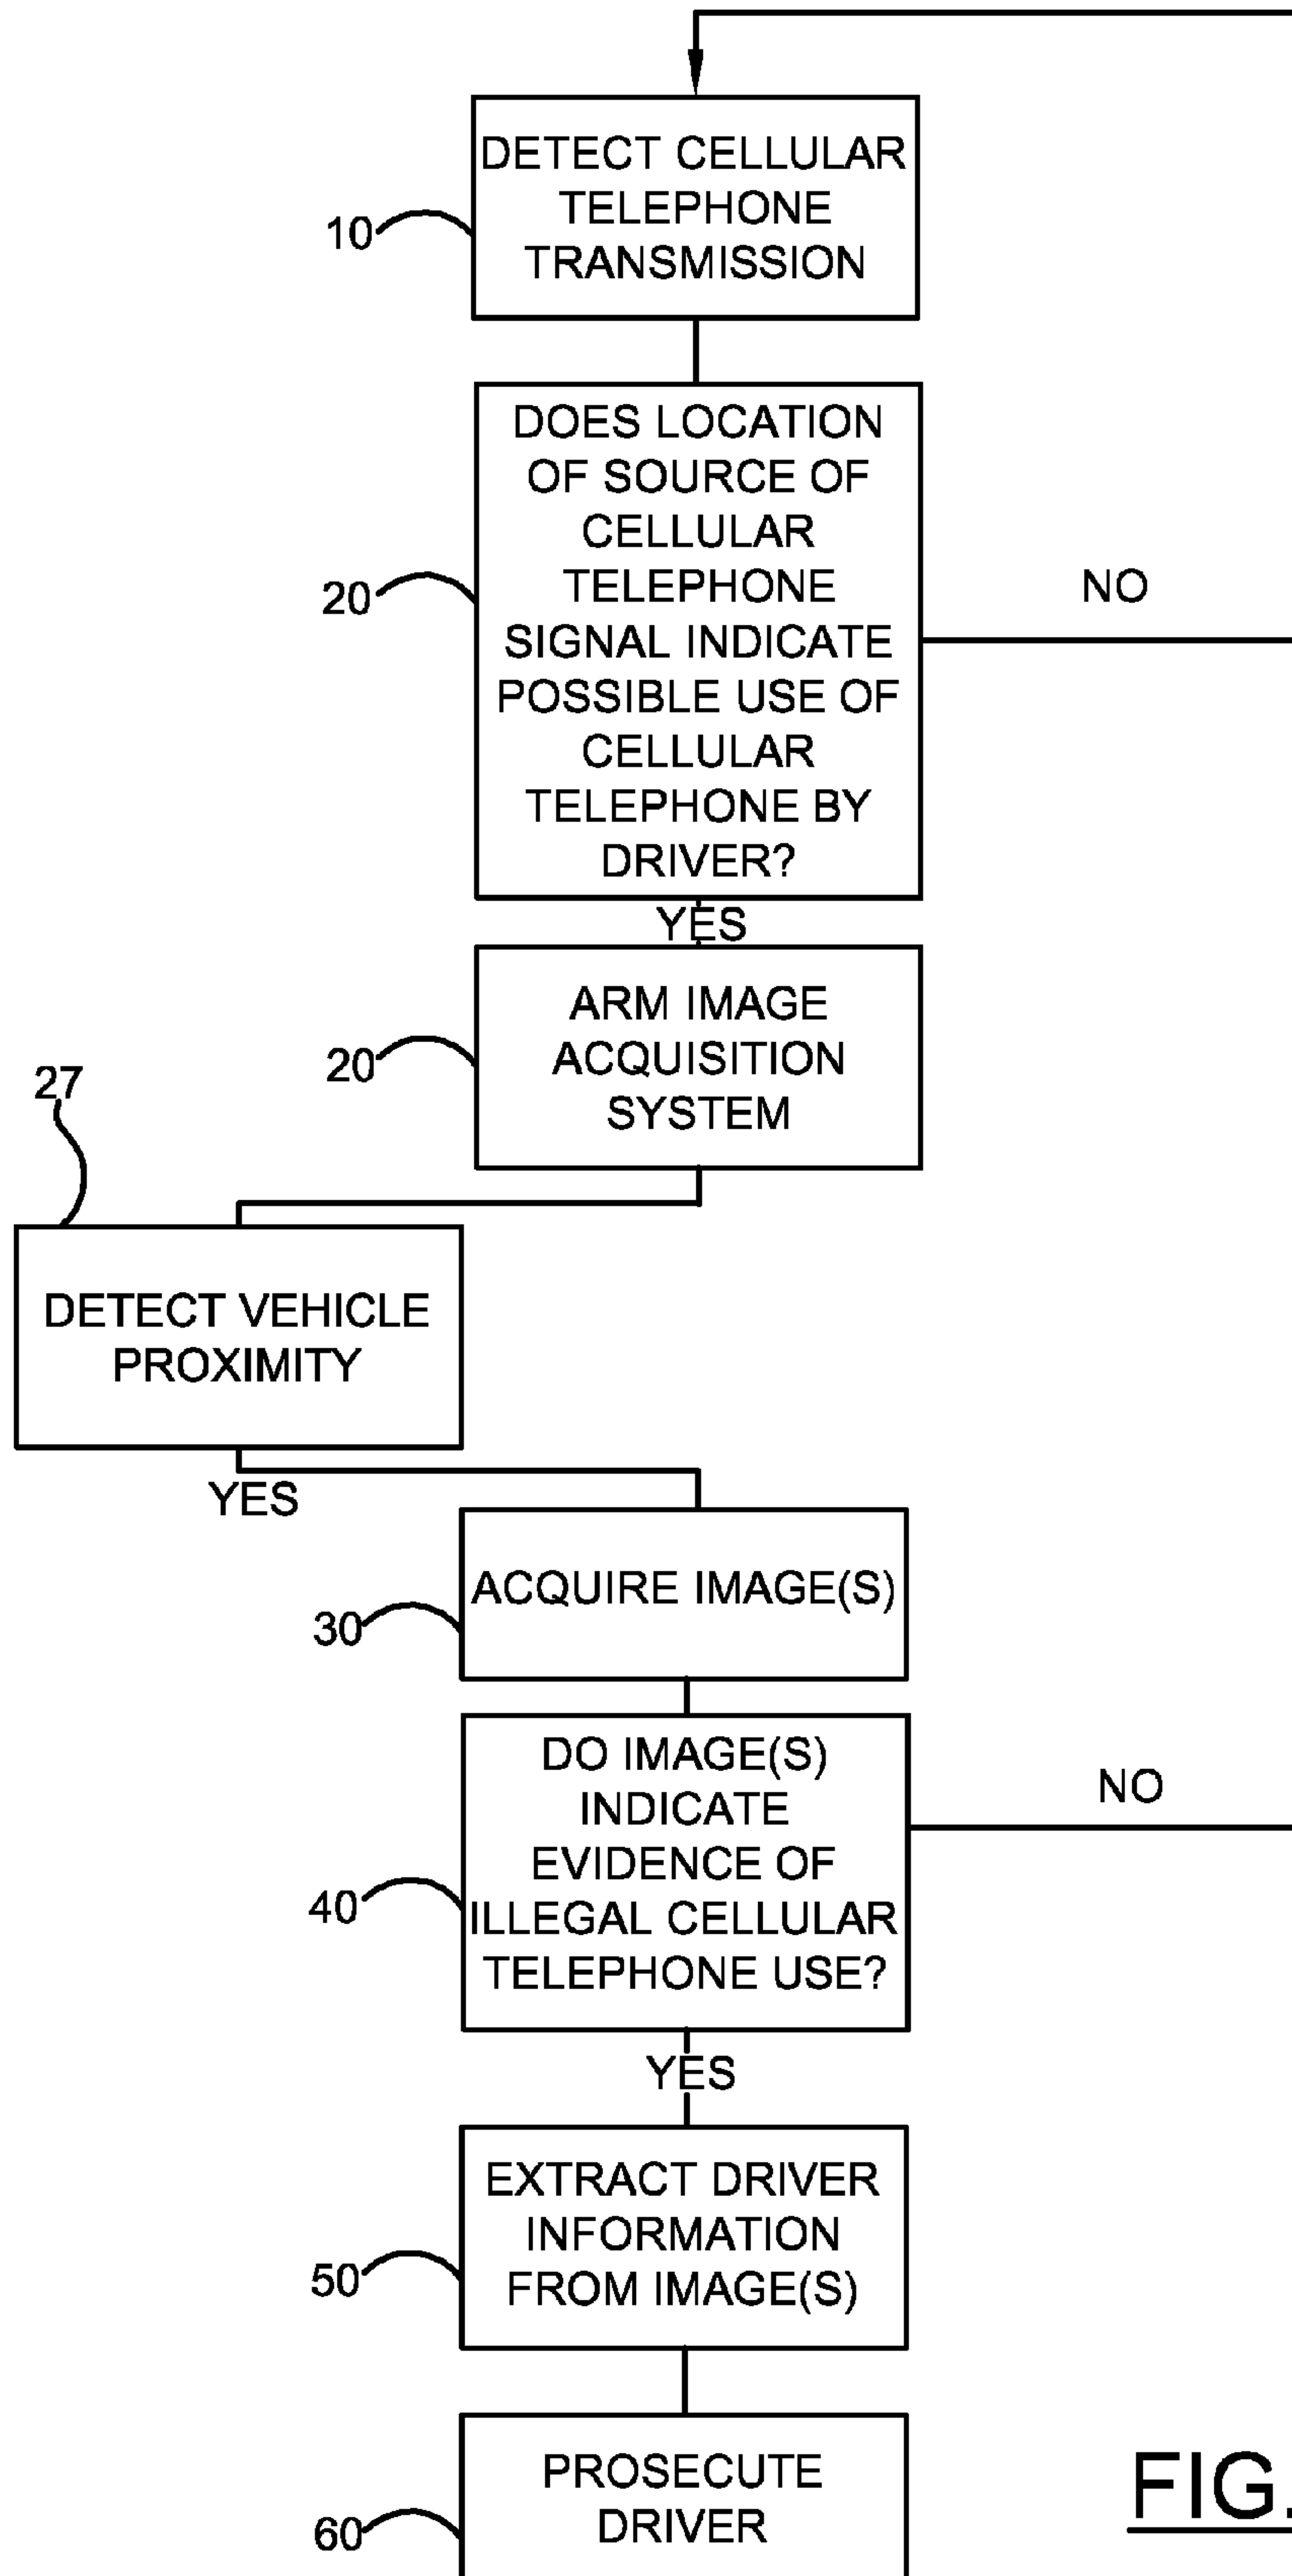 DETECT CELLULAR
TELEPHONE
TRANSMISSION
10
DOES LOCATION
OF SOURCE OF
CELLULAR
TELEPHONE
SIGNAL INDICATE
POSSIBLE USE OF
CELLULAR
TELEPHONE BY
DRIVER?
20
NO
YES
ARM IMAGE
ACQUISITION
SYSTEM
20
27
DETECT VEHICLE
PROXIMITY
YES
ACQUIRE IMAGE(S)
30
DO IMAGE(S)
INDICATE
EVIDENCE OF
ILLEGAL CELLULAR
TELEPHONE USE?
40
NO
YES
EXTRACT DRIVER
INFORMATION
FROM IMAGE(S)
50
PROSECUTE
DRIVER
60
FIG.